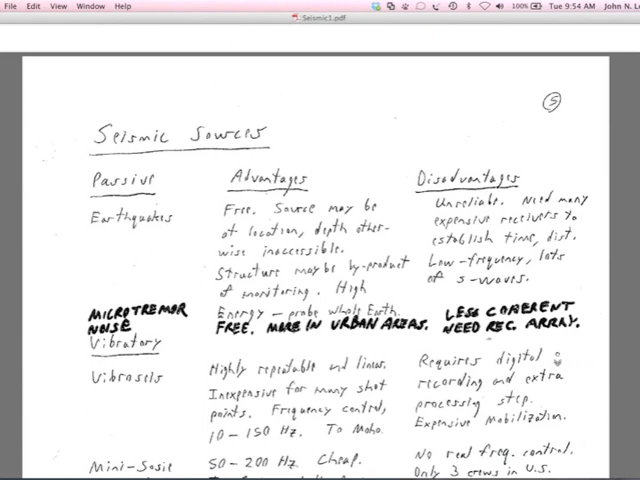 File Edit View Window Help 100% Tue 9:54 AM John N. Lo
Seismic1.pdf
5
Seismic Sources
Passive Advantages Disadvantages
Earthquakes
Free. Source may be
at location, depth other-
wise inaccessible.
Structure may be by-product
of monitoring. High
Energy – probe whole Earth.
Unreliable. Need many
expensive receivers to
establish time, dist.
Low-frequency, lots
of s-waves.
MICROTREMOR
NOISE
FREE. MORE IN URBAN AREAS.
LESS COHERENT
NEED REC. ARRAY.
Vibratory
Vibroseis
Highly repeatable and linear.
Inexpensive for many shot
points. Frequency control,
10 – 150 Hz. To Moho.
Requires digital
recording and extra
processing step.
Expensive Mobilization.
Mini-Sosie
50 – 200 Hz. Cheap.
No real freq. control.
Only 3 crews in U.S.